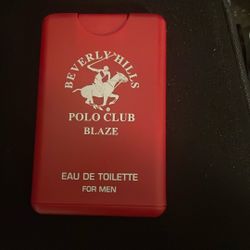 BEVERLY HILLS
POLO CLUB
BLAZE
EAU DE TOILETTE
FOR MEN